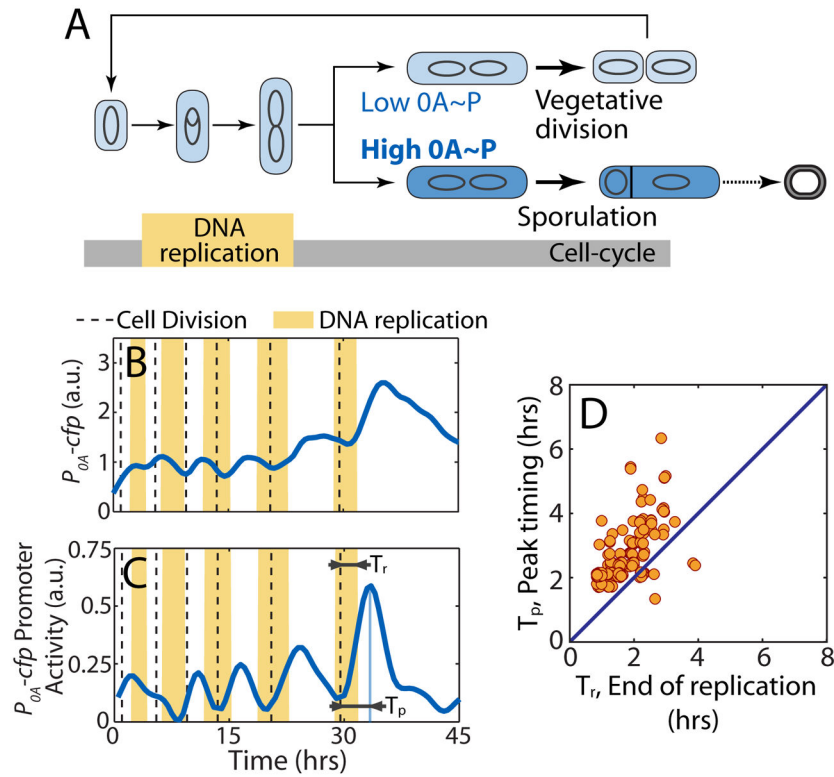 A
Low 0A~P
Vegetative
division
High 0A~P
Sporulation
DNA
replication
Cell-cycle
Cell Division
DNA replication
B
P0A-cfp (a.u.)
3
2
1
0
C
P0A-cfp Promoter
Activity (a.u.)
0.75
0.5
0.25
0
Tr
Tp
0
15
30
45
Time (hrs)
D
Tp, Peak timing (hrs)
8
6
4
2
0
0
2
4
6
8
Tr, End of replication
(hrs)